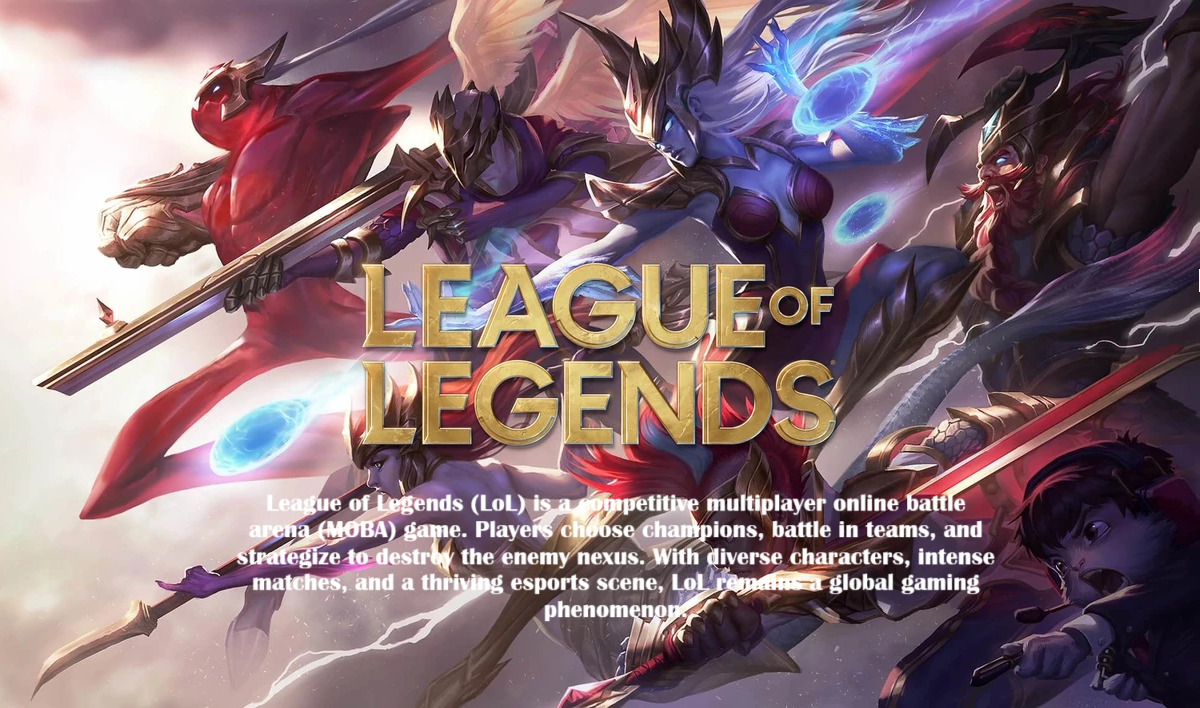 LEAGUE OF
LEGENDS
League of Legends (LoL) is a competitive multiplayer online battle
arena (MOBA) game. Players choose champions, battle in teams, and
strategize to destroy the enemy nexus. With diverse characters, intense
matches, and a thriving esports scene, LoL remains a global gaming
phenomenon.